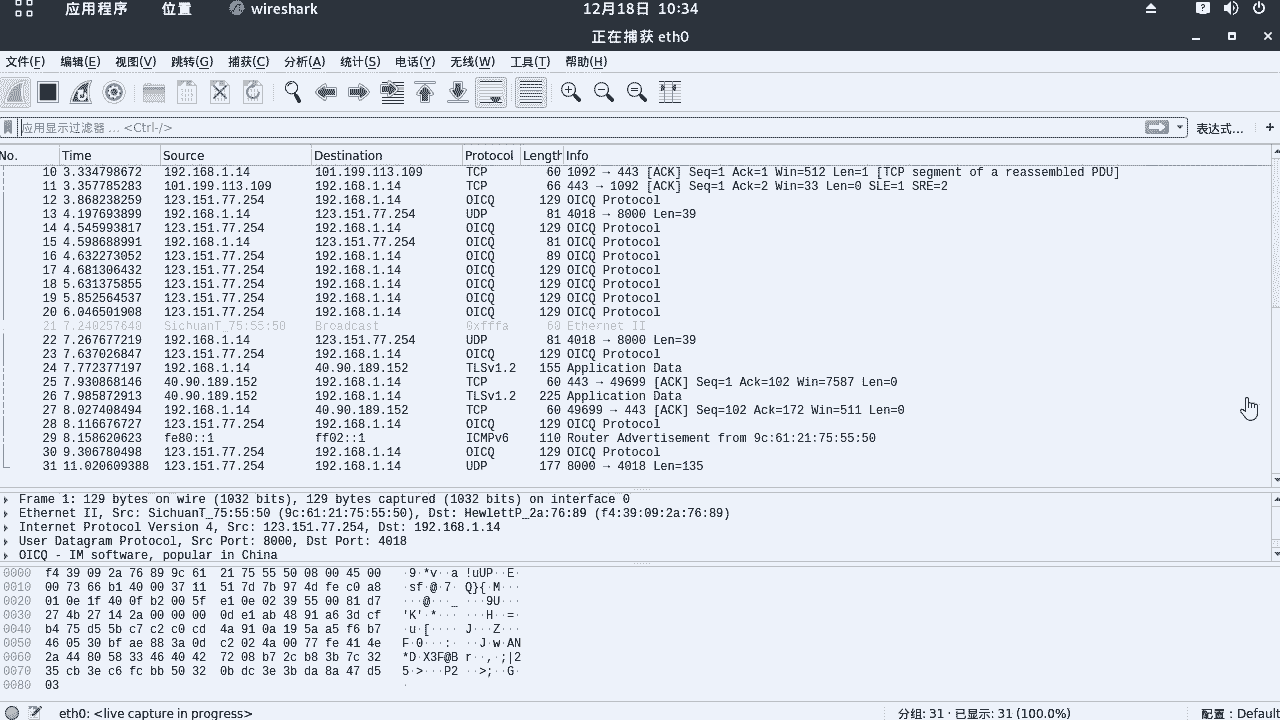 应用程序 位置 wireshark 12月18日 10:34
正在捕获 eth0
文件(F) 编辑(E) 视图(V) 跳转(G) 捕获(C) 分析(A) 统计(S) 电话(Y) 无线(W) 工具(T) 帮助(H)
应用显示过滤器 … <Ctrl-/> 表达式… +
No. Time Source Destination Protocol Length Info
10 3.334798672 192.168.1.14 101.199.113.109 TCP 60 1092 → 443 [ACK] Seq=1 Ack=1 Win=512 Len=1 [TCP segment of a reassembled PDU]
11 3.357785283 101.199.113.109 192.168.1.14 TCP 66 443 → 1092 [ACK] Seq=1 Ack=2 Win=33 Len=0 SLE=1 SRE=2
12 3.868238259 123.151.77.254 192.168.1.14 OICQ 129 OICQ Protocol
13 4.197693899 192.168.1.14 123.151.77.254 UDP 81 4018 → 8000 Len=39
14 4.545993817 123.151.77.254 192.168.1.14 OICQ 129 OICQ Protocol
15 4.598688991 192.168.1.14 123.151.77.254 OICQ 81 OICQ Protocol
16 4.632273052 123.151.77.254 192.168.1.14 OICQ 89 OICQ Protocol
17 4.681306432 123.151.77.254 192.168.1.14 OICQ 129 OICQ Protocol
18 5.631375855 123.151.77.254 192.168.1.14 OICQ 129 OICQ Protocol
19 5.852564537 123.151.77.254 192.168.1.14 OICQ 129 OICQ Protocol
20 6.046501908 123.151.77.254 192.168.1.14 OICQ 129 OICQ Protocol
21 7.240257640 SichuanT_75:55:50 Broadcast 0xfffa 60 Ethernet II
22 7.267677219 192.168.1.14 123.151.77.254 UDP 81 4018 → 8000 Len=39
23 7.637026847 123.151.77.254 192.168.1.14 OICQ 129 OICQ Protocol
24 7.772377197 192.168.1.14 40.90.189.152 TLSv1.2 155 Application Data
25 7.930868146 40.90.189.152 192.168.1.14 TCP 60 443 → 49699 [ACK] Seq=1 Ack=102 Win=7587 Len=0
26 7.985872913 40.90.189.152 192.168.1.14 TLSv1.2 225 Application Data
27 8.027408494 192.168.1.14 40.90.189.152 TCP 60 49699 → 443 [ACK] Seq=102 Ack=172 Win=511 Len=0
28 8.116676727 123.151.77.254 192.168.1.14 OICQ 129 OICQ Protocol
29 8.158620623 fe80::1 ff02::1 ICMPv6 110 Router Advertisement from 9c:61:21:75:55:50
30 9.306780498 123.151.77.254 192.168.1.14 OICQ 129 OICQ Protocol
31 11.020609388 123.151.77.254 192.168.1.14 UDP 177 8000 → 4018 Len=135
Frame 1: 129 bytes on wire (1032 bits), 129 bytes captured (1032 bits) on interface 0
Ethernet II, Src: SichuanT_75:55:50 (9c:61:21:75:55:50), Dst: HewlettP_2a:76:89 (f4:39:09:2a:76:89)
Internet Protocol Version 4, Src: 123.151.77.254, Dst: 192.168.1.14
User Datagram Protocol, Src Port: 8000, Dst Port: 4018
OICQ - IM software, popular in China
0000 f4 39 09 2a 76 89 9c 61 21 75 55 50 08 00 45 00 ·9·*v··a !uUP··E·
0010 00 73 66 b1 40 00 37 11 51 7d 7b 97 4d fe c0 a8 ·sf·@·7· Q}{·M···
0020 01 0e 1f 40 0f b2 00 5f e1 0e 02 39 55 00 81 d7 ···@···_ ···9U···
0030 27 4b 27 14 2a 00 00 00 0d e1 ab 48 91 a6 3d cf 'K'·*··· ···H··=·
0040 b4 75 d5 5b c7 c2 c0 cd 4a 91 0a 19 5a a5 f6 b7 ·u·[···· J···Z···
0050 46 05 30 bf ae 88 3a 0d c2 02 4a 00 77 fe 41 4e F·0···:· ··J·w·AN
0060 2a 44 80 58 33 46 40 42 72 08 b7 2c b8 3b 7c 32 *D·X3F@B r··,·;|2
0070 35 cb 3e c6 fc bb 50 32 0b dc 3e 3b da 8a 47 d5 5·>···P2 ··>;··G·
0080 03 ·
eth0: <live capture in progress> 分组: 31 · 已显示: 31 (100.0%) 配置：Default